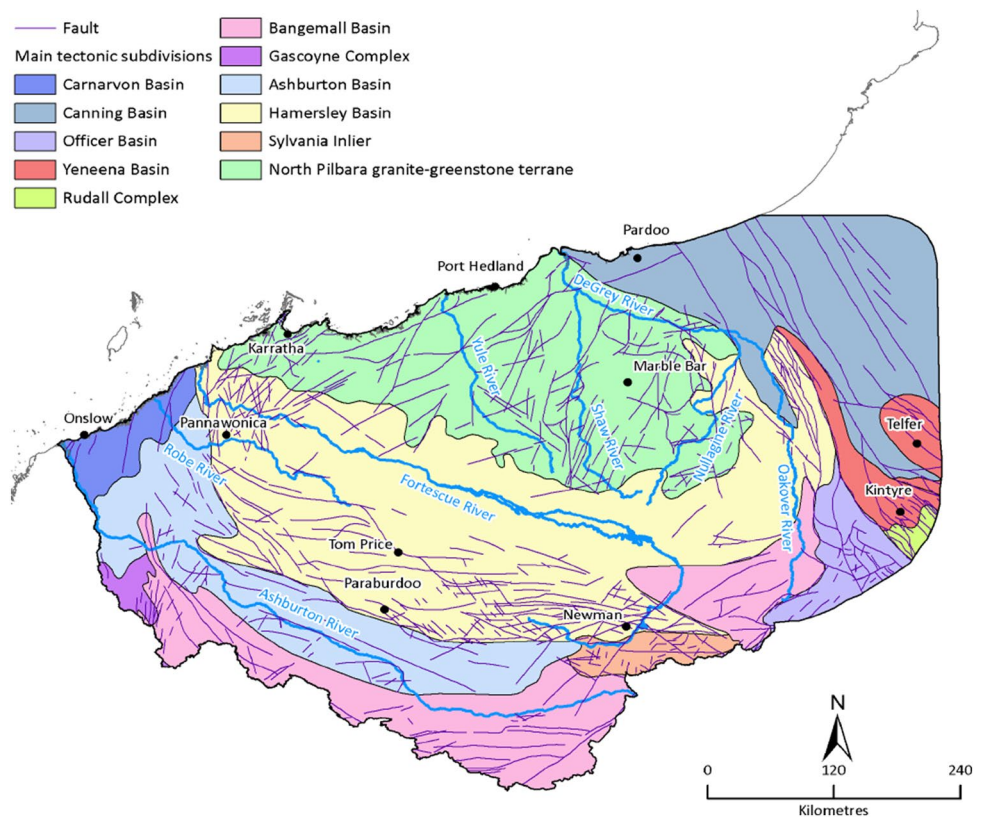 Fault
Main tectonic subdivisions
Carnarvon Basin
Canning Basin
Officer Basin
Yeneena Basin
Rudall Complex
Bangemall Basin
Gascoyne Complex
Ashburton Basin
Hamersley Basin
Sylvania Inlier
North Pilbara granite-greenstone terrane
Pardoo
Port Hedland
DeGrey River
Karratha
Yule River
Marble Bar
Onslow
Pannawonica
Shaw River
Nullagine River
Telfer
Robe River
Fortescue River
Oakover River
Kintyre
Tom Price
Paraburdoo
Ashburton River
Newman
N
0 120 240
Kilometres